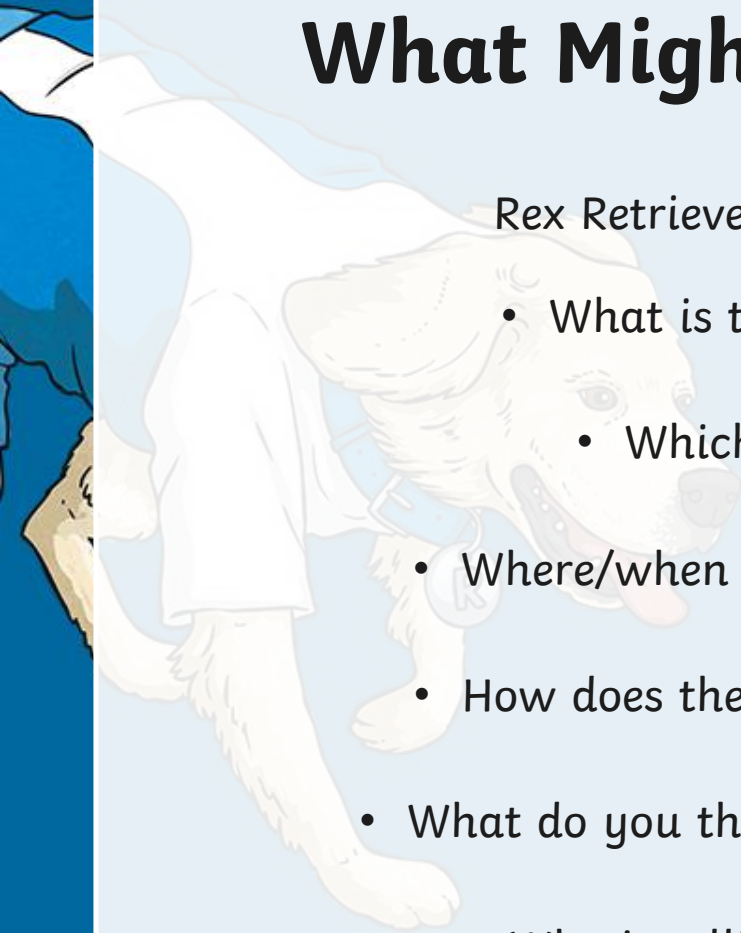 What Migh
Rex Retrieve
• What is t
• Which
• Where/when
R
• How does the
• What do you th